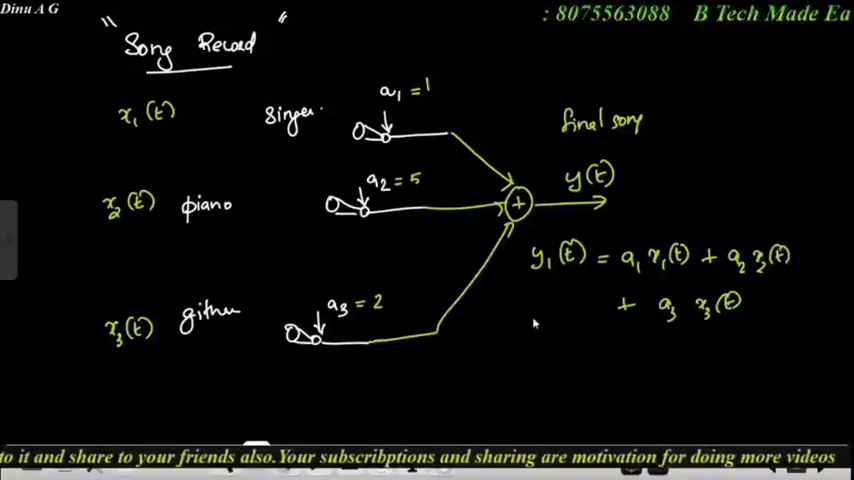 Dinu A G
: 8075563088 B Tech Made Ea
" Song Record "
x₁(t) singer. a₁ = 1
final song
x₂(t) piano a₂ = 5
y(t)
+
y₁(t) = a₁ x₁(t) + a₂ x₂(t)
+ a₃ x₃(t)
x₃(t) gither a₃ = 2
to it and share to your friends also.Your subscribptions and sharing are motivation for doing more videos